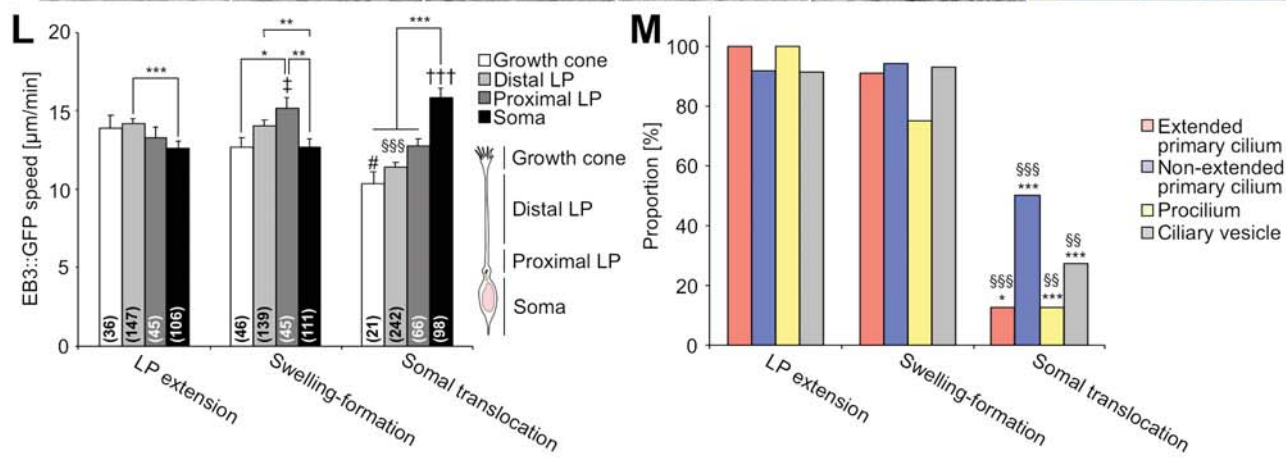 L
EB3::GFP speed [µm/min]
20
15
10
5
0
***
*
**
**
‡
#
§§§
***
†††
(36)
(147)
(45)
(106)
(46)
(139)
(45)
(111)
(21)
(242)
(66)
(98)
LP extension
Swelling-formation
Somal translocation
Growth cone
Distal LP
Proximal LP
Soma
Growth cone
Distal LP
Proximal LP
Soma
M
Proportion [%]
100
80
60
40
20
0
§§§
*
§§§
***
§§
***
§§
***
LP extension
Swelling-formation
Somal translocation
Extended
primary cilium
Non-extended
primary cilium
Procilium
Ciliary vesicle